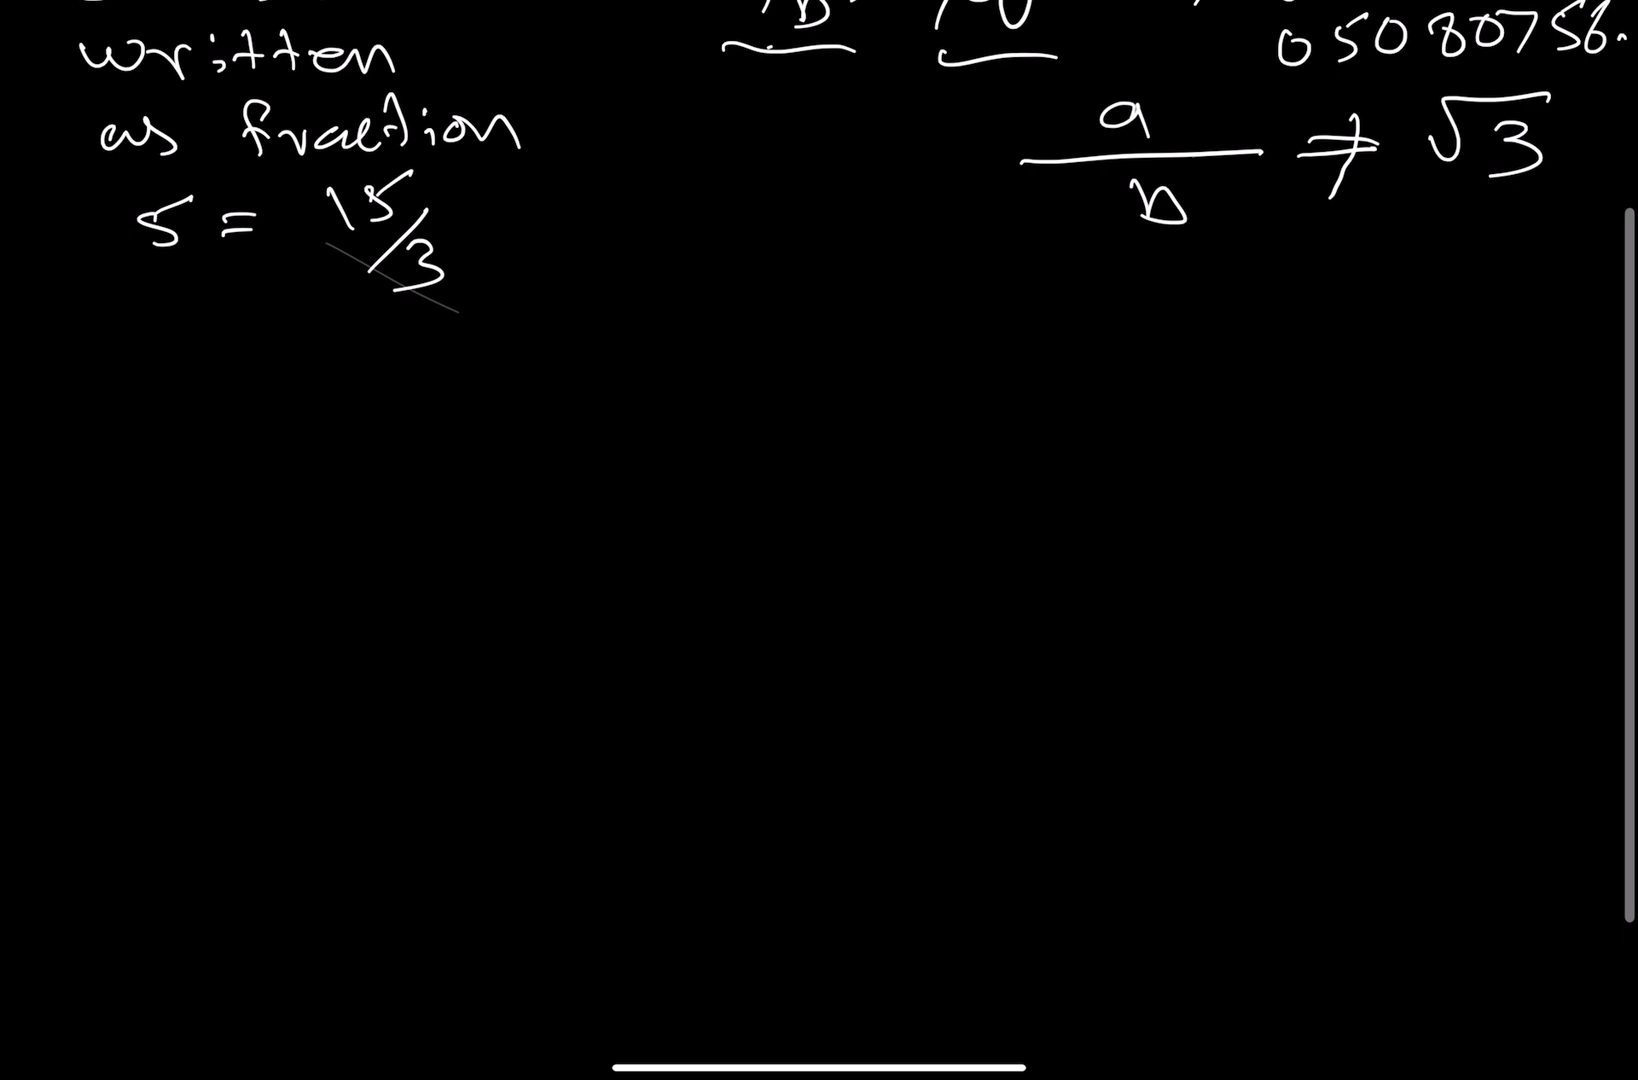 written
as fraction
5 = 15/3
05080756.
a/b ≠ √3